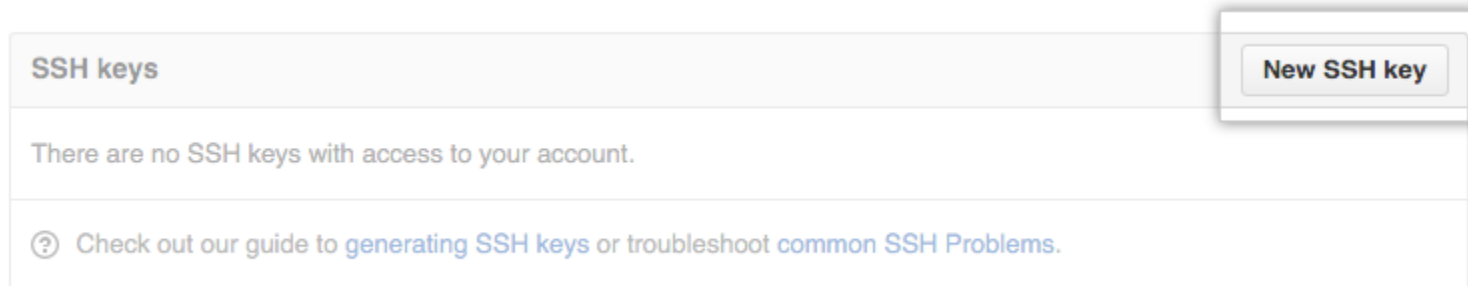 SSH keys
New SSH key
There are no SSH keys with access to your account.
Check out our guide to generating SSH keys or troubleshoot common SSH Problems.